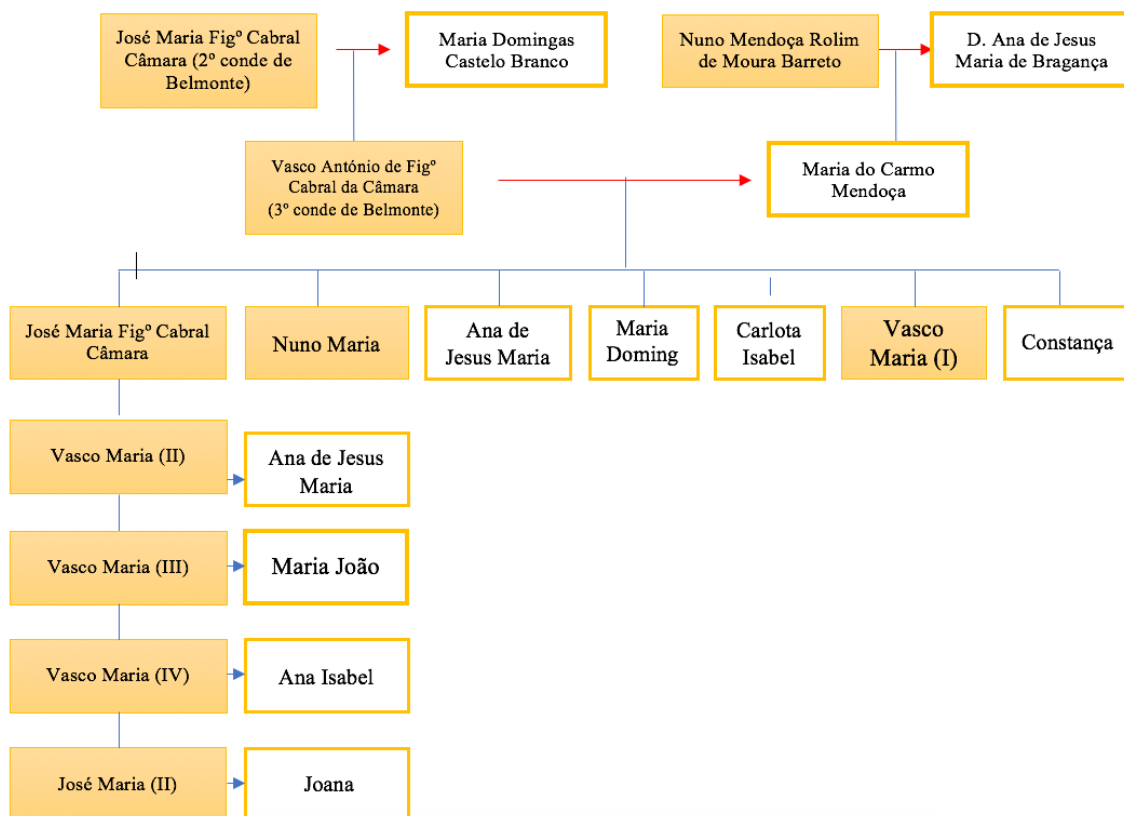 José Maria Figº Cabral
Câmara (2º conde de
Belmonte)
Maria Domingas
Castelo Branco
Nuno Mendoça Rolim
de Moura Barreto
D. Ana de Jesus
Maria de Bragança
Vasco António de Figº
Cabral da Câmara
(3º conde de Belmonte)
Maria do Carmo
Mendoça
José Maria Figº Cabral
Câmara
Nuno Maria
Ana de
Jesus Maria
Maria
Doming
Carlota
Isabel
Vasco
Maria (I)
Constança
Vasco Maria (II)
Ana de Jesus
Maria
Vasco Maria (III)
Maria João
Vasco Maria (IV)
Ana Isabel
José Maria (II)
Joana